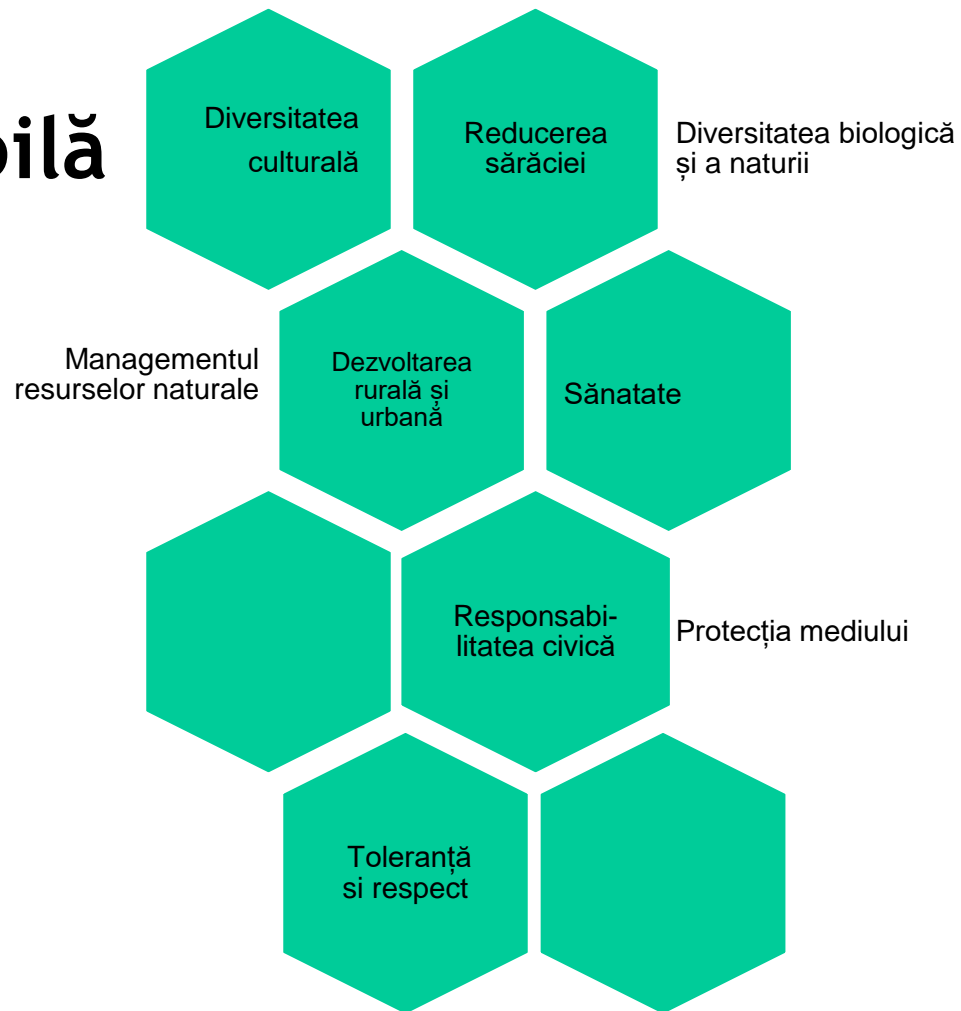 bilă
Diversitatea
culturală
Reducerea
sărăciei
Diversitatea biologică
și a naturii
Managementul
resurselor naturale
Dezvoltarea
rurală și
urbană
Sănatate
Responsabi-
litatea civică
Protecția mediului
Toleranță
si respect